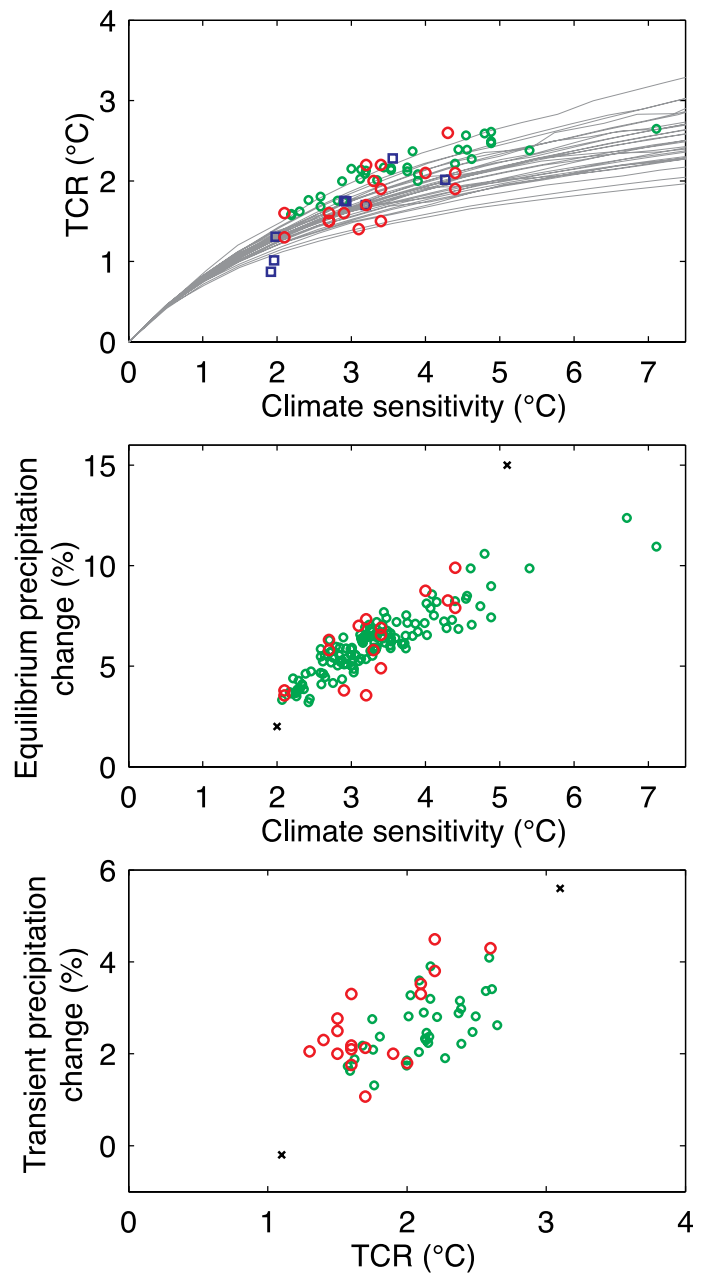 4
3
2
1
0
TCR (°C)
0 1 2 3 4 5 6 7
Climate sensitivity (°C)
15
10
5
0
Equilibrium precipitation
change (%)
0 1 2 3 4 5 6 7
Climate sensitivity (°C)
6
4
2
0
Transient precipitation
change (%)
0 1 2 3 4
TCR (°C)